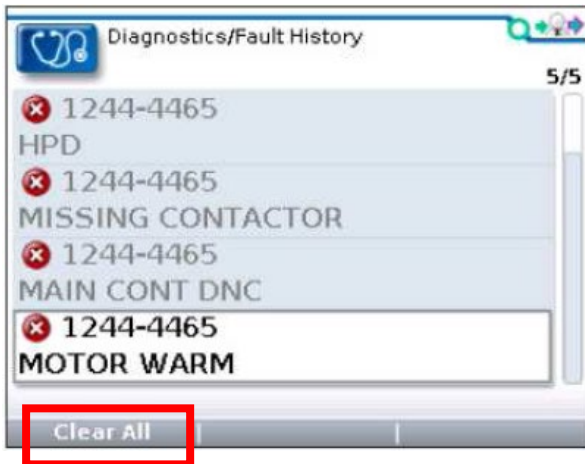 Diagnostics/Fault History
5/5
1244-4465
HPD
1244-4465
MISSING CONTACTOR
1244-4465
MAIN CONT DNC
1244-4465
MOTOR WARM
Clear All